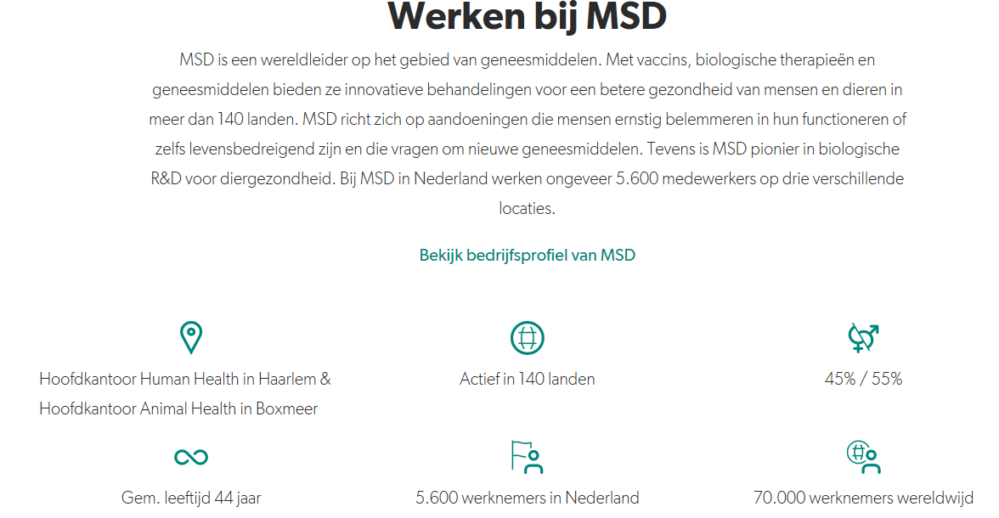 Werken bij MSD
MSD is een wereldleider op het gebied van geneesmiddelen. Met vaccins, biologische therapieën en
geneesmiddelen bieden ze innovatieve behandelingen voor een betere gezondheid van mensen en dieren in
meer dan 140 landen. MSD richt zich op aandoeningen die mensen ernstig belemmeren in hun functioneren of
zelfs levensbedreigend zijn en die vragen om nieuwe geneesmiddelen. Tevens is MSD pionier in biologische
R&D voor diergezondheid. Bij MSD in Nederland werken ongeveer 5.600 medewerkers op drie verschillende
locaties.
Bekijk bedrijfsprofiel van MSD
Hoofdkantoor Human Health in Haarlem &
Hoofdkantoor Animal Health in Boxmeer
Actief in 140 landen
45% / 55%
Gem. leeftijd 44 jaar
5.600 werknemers in Nederland
70.000 werknemers wereldwijd